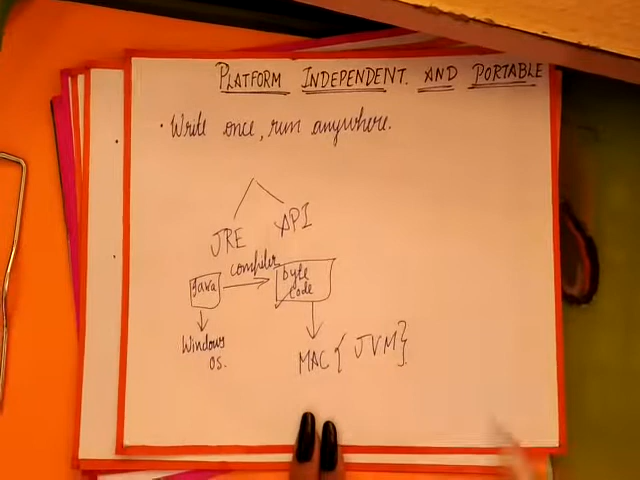 PLATFORM INDEPENDENT. AND PORTABLE
· Write once, run anywhere.
JRE API
compiler
Java byte code
Windows OS.
MAC { JVM }